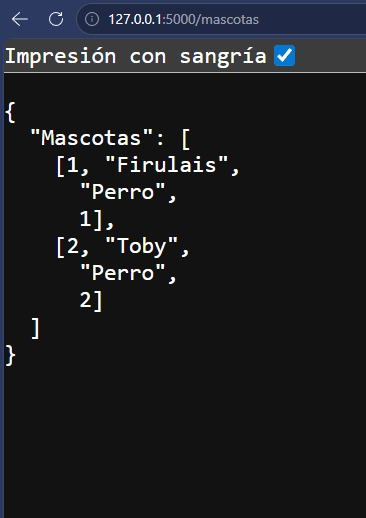 127.0.0.1:5000/mascotas
Impresión con sangría
{
"Mascotas": [
[1, "Firulais",
"Perro",
1],
[2, "Toby",
"Perro",
2]
]
}